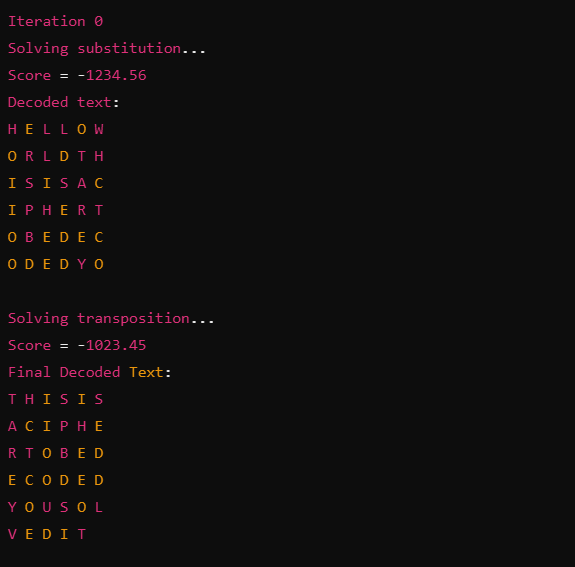 Iteration 0
Solving substitution...
Score = -1234.56
Decoded text:
H E L L O W
O R L D T H
I S I S A C
I P H E R T
O B E D E C
O D E D Y O
Solving transposition...
Score = -1023.45
Final Decoded Text:
T H I S I S
A C I P H E
R T O B E D
E C O D E D
Y O U S O L
V E D I T